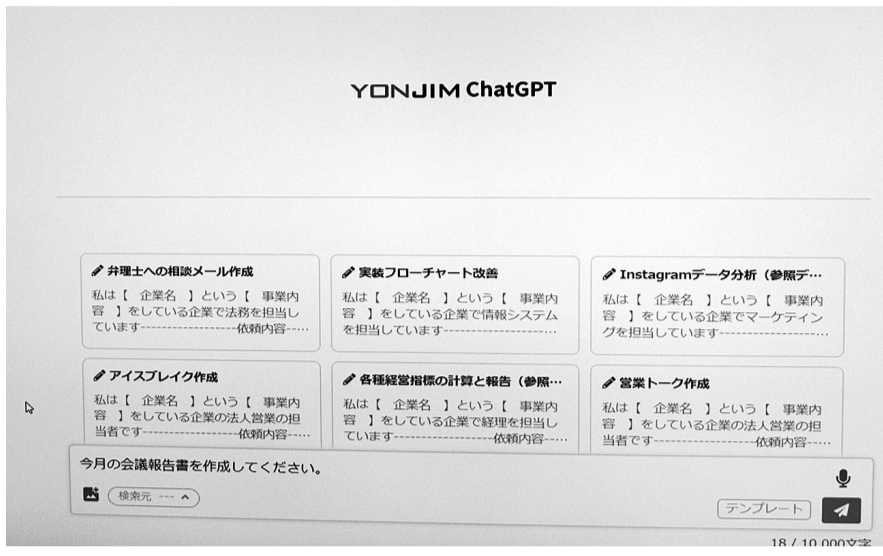 YONJIM ChatGPT
弁理士への相談メール作成
私は【　企業名　】という【　事業内
容　】をしている企業で法務を担当し
ています------------------依頼内容-----
実装フローチャート改善
私は【　企業名　】という【　事業内
容　】をしている企業で情報システム
を担当しています--------------------
Instagramデータ分析（参照デ…
私は【　企業名　】という【　事業内
容　】をしている企業でマーケティン
グを担当しています-------------------
アイスブレイク作成
私は【　企業名　】という【　事業内
容　】をしている企業の法人営業の担
当者です------------------依頼内容-----
各種経営指標の計算と報告（参照…
私は【　企業名　】という【　事業内
容　】をしている企業で経理を担当し
ています------------------依頼内容-----
営業トーク作成
私は【　企業名　】という【　事業内
容　】をしている企業の法人営業の担
当者です------------------依頼内容-----
今月の会議報告書を作成してください。
検索元 ---
テンプレート
18 / 10,000文字